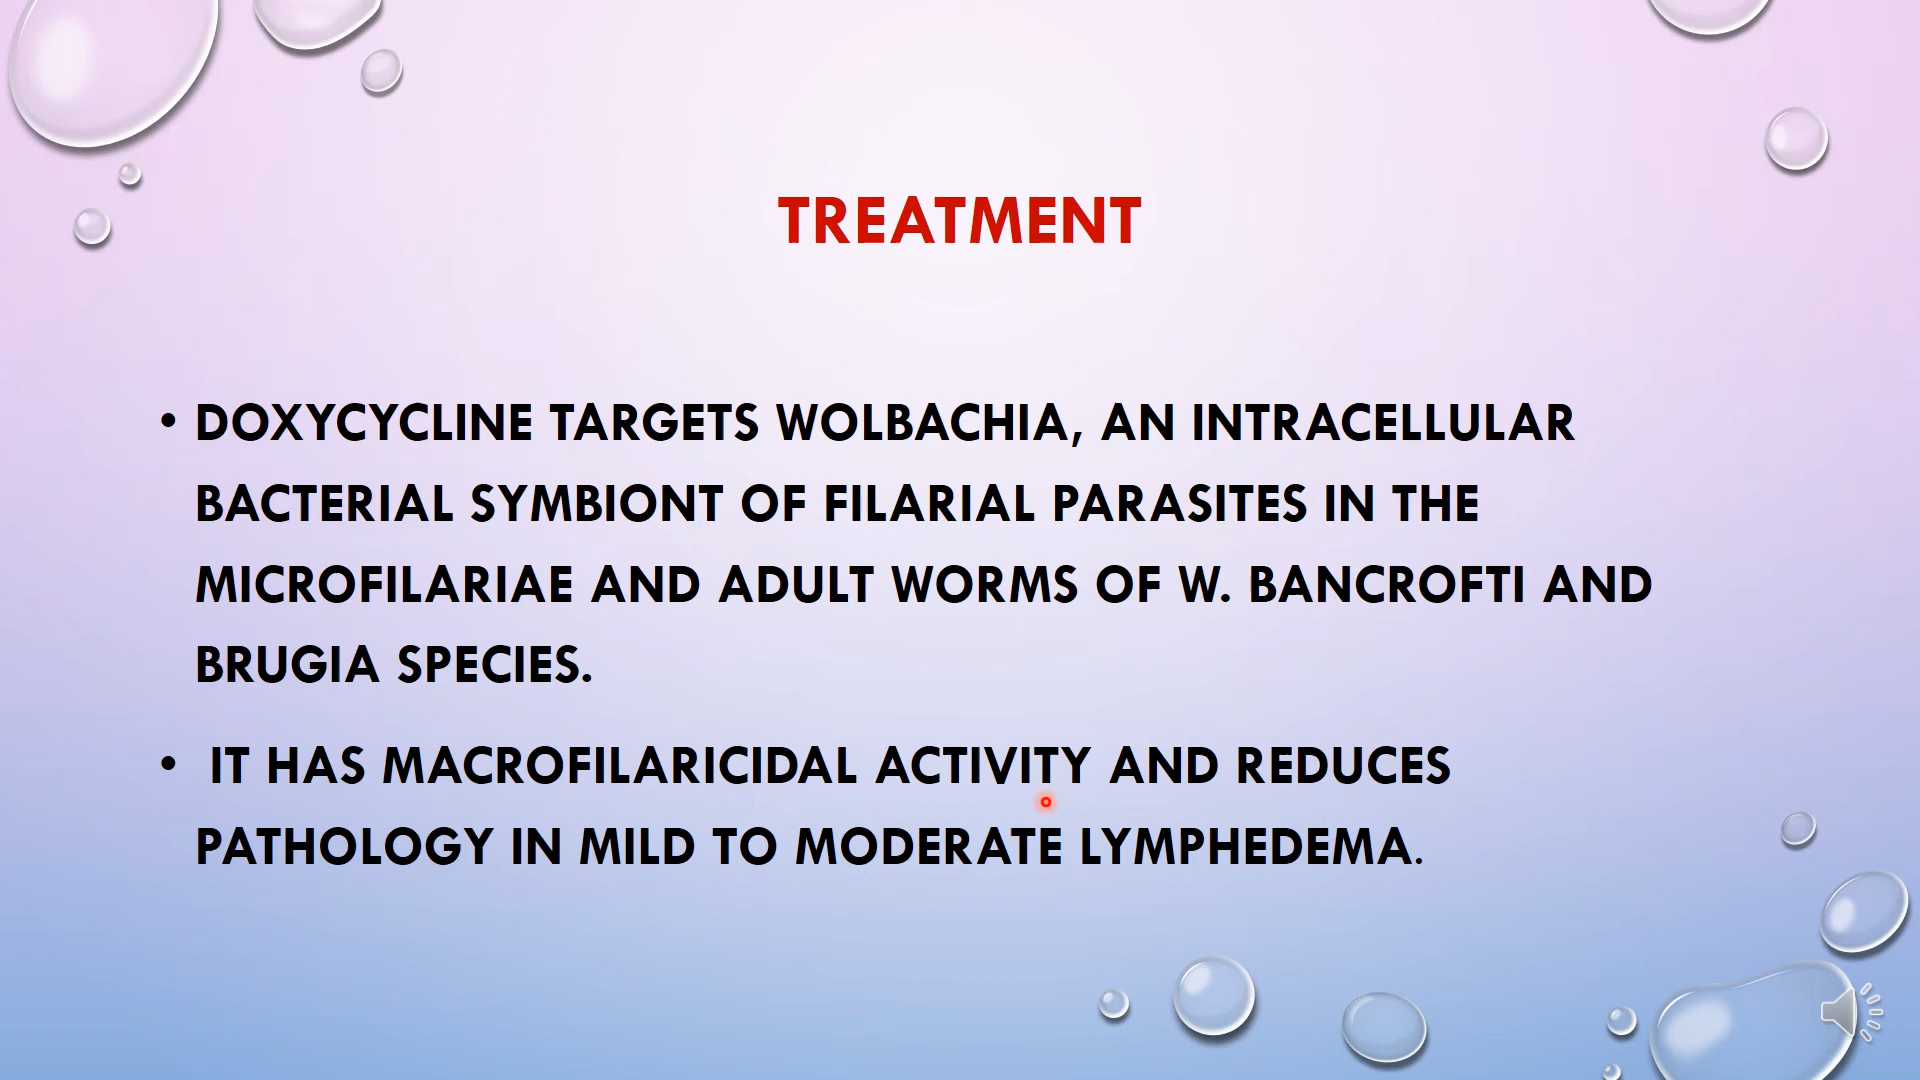 TREATMENT
• DOXYCYCLINE TARGETS WOLBACHIA, AN INTRACELLULAR
BACTERIAL SYMBIONT OF FILARIAL PARASITES IN THE
MICROFILARIAE AND ADULT WORMS OF W. BANCROFTI AND
BRUGIA SPECIES.
• IT HAS MACROFILARICIDAL ACTIVITY AND REDUCES
PATHOLOGY IN MILD TO MODERATE LYMPHEDEMA.